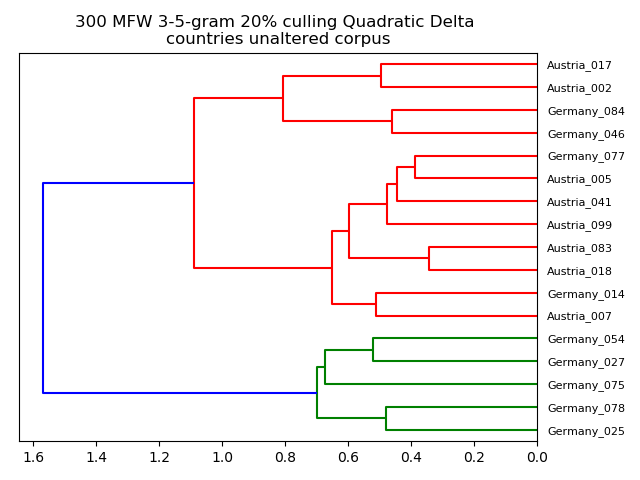 300 MFW 3-5-gram 20% culling Quadratic Delta
countries unaltered corpus
Austria_017
Austria_002
Germany_084
Germany_046
Germany_077
Austria_005
Austria_041
Austria_099
Austria_083
Austria_018
Germany_014
Austria_007
Germany_054
Germany_027
Germany_075
Germany_078
Germany_025
1.6 1.4 1.2 1.0 0.8 0.6 0.4 0.2 0.0